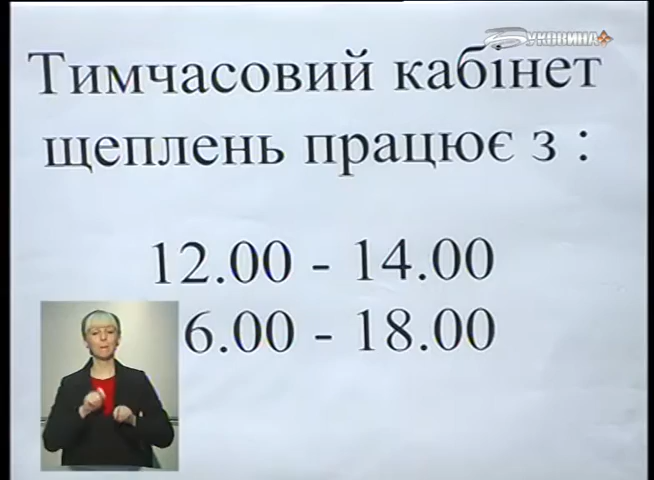 БУКОВИНА
Тимчасовий кабінет
щеплень працює з :
12.00 - 14.00
6.00 - 18.00